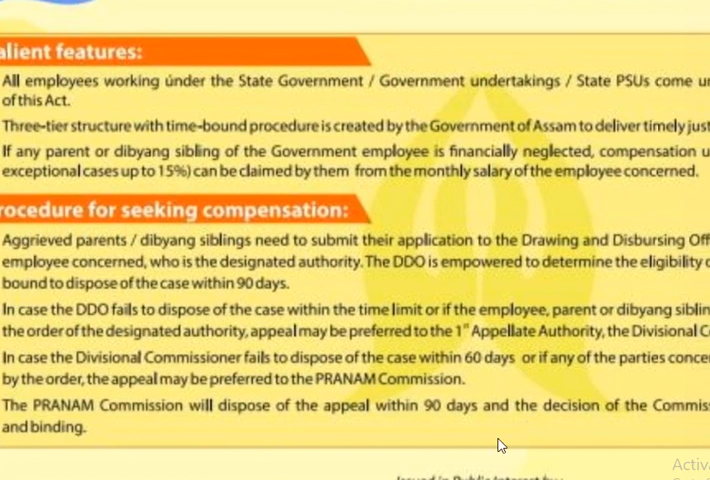 alient features:
All employees working under the State Government / Government undertakings / State PSUs come un
of this Act.
Three-tier structure with time-bound procedure is created by the Government of Assam to deliver timely just
If any parent or dibyang sibling of the Government employee is financially neglected, compensation u
exceptional cases up to 15%) can be claimed by them from the monthly salary of the employee concerned.
rocedure for seeking compensation:
Aggrieved parents / dibyang siblings need to submit their application to the Drawing and Disbursing Off
employee concerned, who is the designated authority. The DDO is empowered to determine the eligibility o
bound to dispose of the case within 90 days.
In case the DDO fails to dispose of the case within the time limit or if the employee, parent or dibyang siblin
the order of the designated authority, appeal may be preferred to the 1st Appellate Authority, the Divisional C
In case the Divisional Commissioner fails to dispose of the case within 60 days or if any of the parties conce
by the order, the appeal may be preferred to the PRANAM Commission.
The PRANAM Commission will dispose of the appeal within 90 days and the decision of the Commis
and binding.
Activa
Issued in Public Interest by: